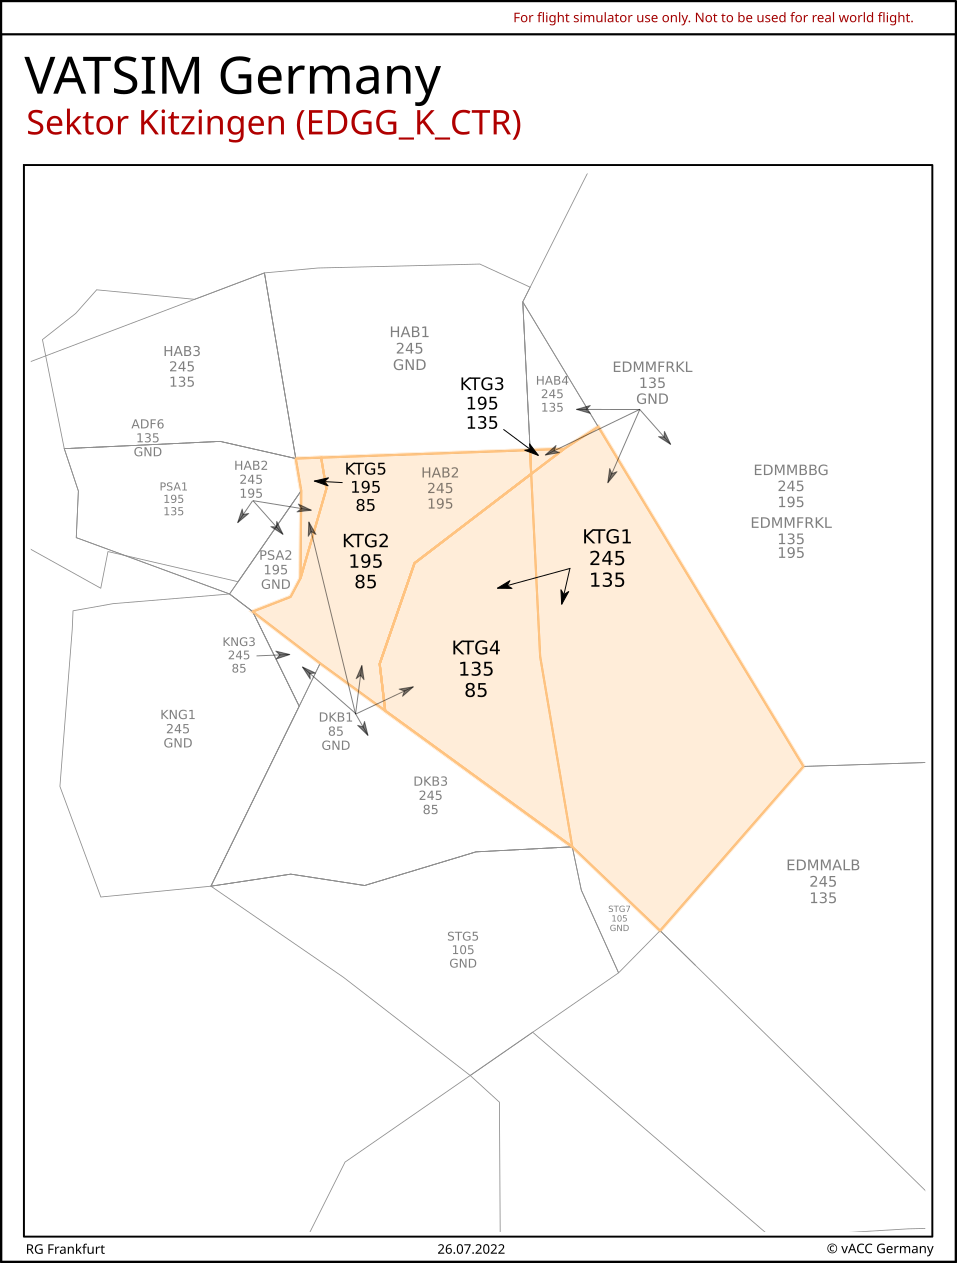 For flight simulator use only. Not to be used for real world flight.
VATSIM Germany
Sektor Kitzingen (EDGG_K_CTR)
HAB1
245
GND
HAB3
245
135
KTG3
195
135
HAB4
245
135
EDMMFRKL
135
GND
ADF6
135
GND
HAB2
245
195
PSA1
195
135
KTG5
195
85
HAB2
245
195
EDMMBBG
245
195
EDMMFRKL
135
195
PSA2
195
GND
KTG2
195
85
KTG1
245
135
KNG3
245
85
KTG4
135
85
KNG1
245
GND
DKB1
85
GND
DKB3
245
85
EDMMALB
245
135
STG7
105
GND
STG5
105
GND
RG Frankfurt
26.07.2022
© vACC Germany